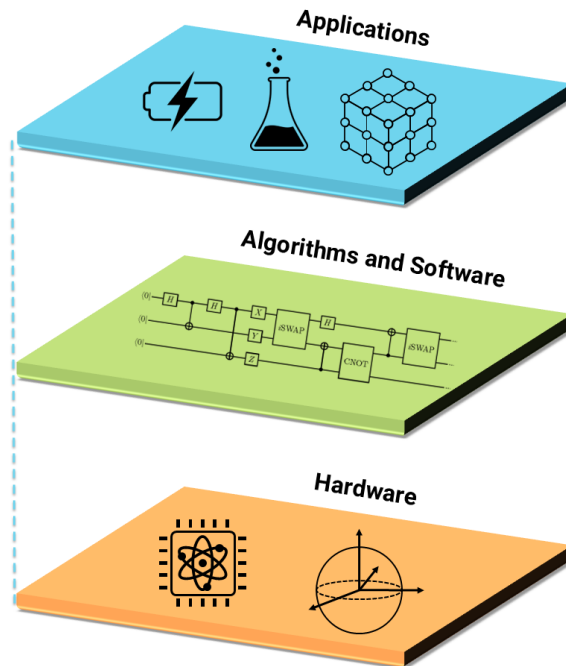 Applications
Algorithms and Software
⟨0| H H X iSWAP H iSWAP ...
⟨0| Y ...
⟨0| Z CNOT ...
Hardware